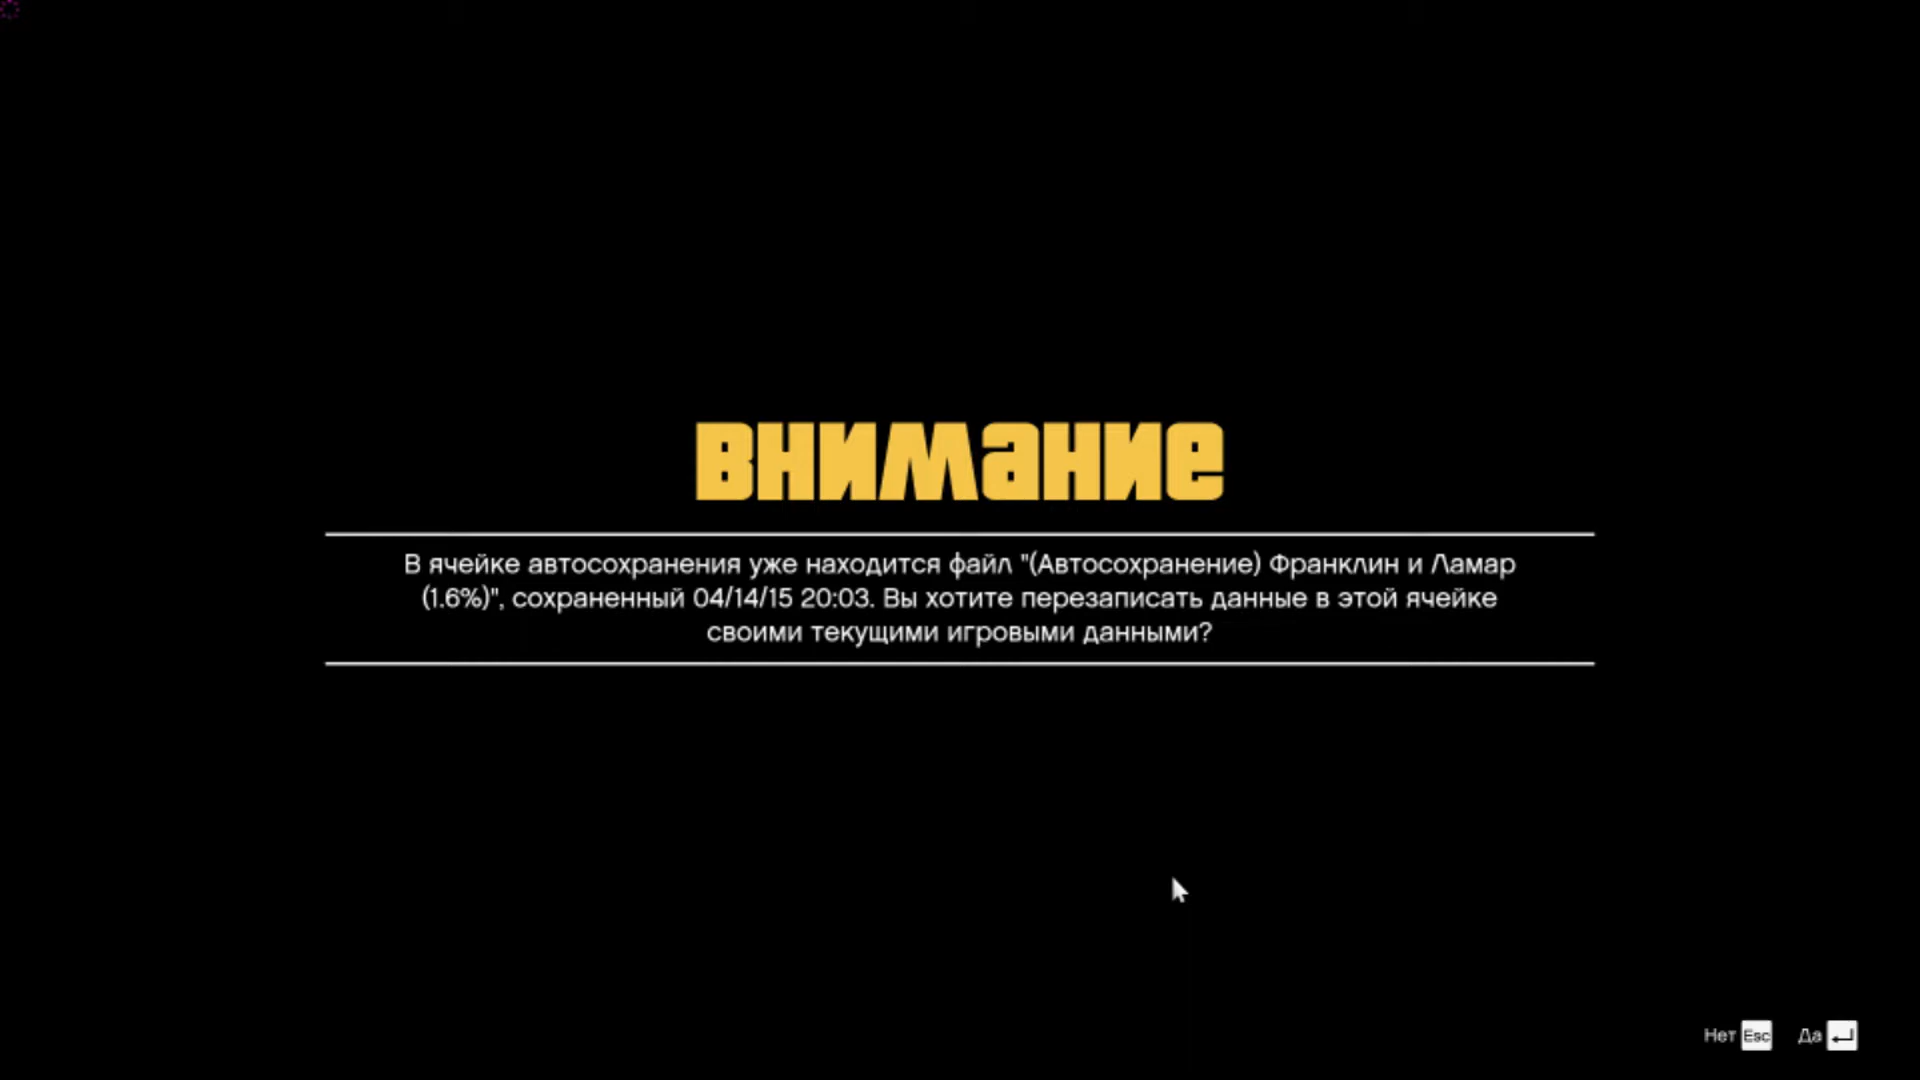 внимание
В ячейке автосохранения уже находится файл "(Автосохранение) Франклин и Ламар
(1.6%)", сохраненный 04/14/15 20:03. Вы хотите перезаписать данные в этой ячейке
своими текущими игровыми данными?
Нет Esc Да